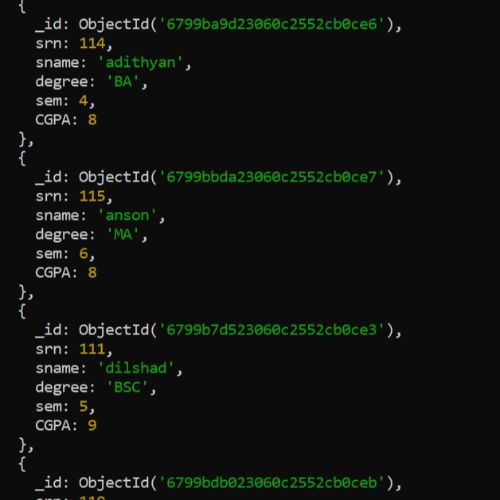 {
_id: ObjectId('6799ba9d23060c2552cb0ce6'),
srn: 114,
sname: 'adithyan',
degree: 'BA',
sem: 4,
CGPA: 8
},
{
_id: ObjectId('6799bbda23060c2552cb0ce7'),
srn: 115,
sname: 'anson',
degree: 'MA',
sem: 6,
CGPA: 8
},
{
_id: ObjectId('6799b7d523060c2552cb0ce3'),
srn: 111,
sname: 'dilshad',
degree: 'BSC',
sem: 5,
CGPA: 9
},
{
_id: ObjectId('6799bdb023060c2552cb0ceb'),